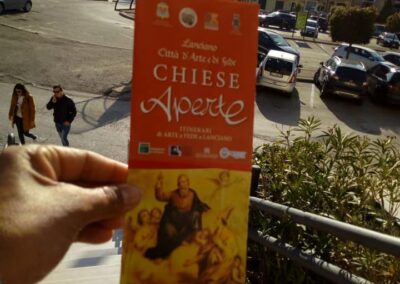 Lanciano
Città d'Arte e di Fede
CHIESE
Aperte
ITINERARI
di ARTE e FEDE a LANCIANO